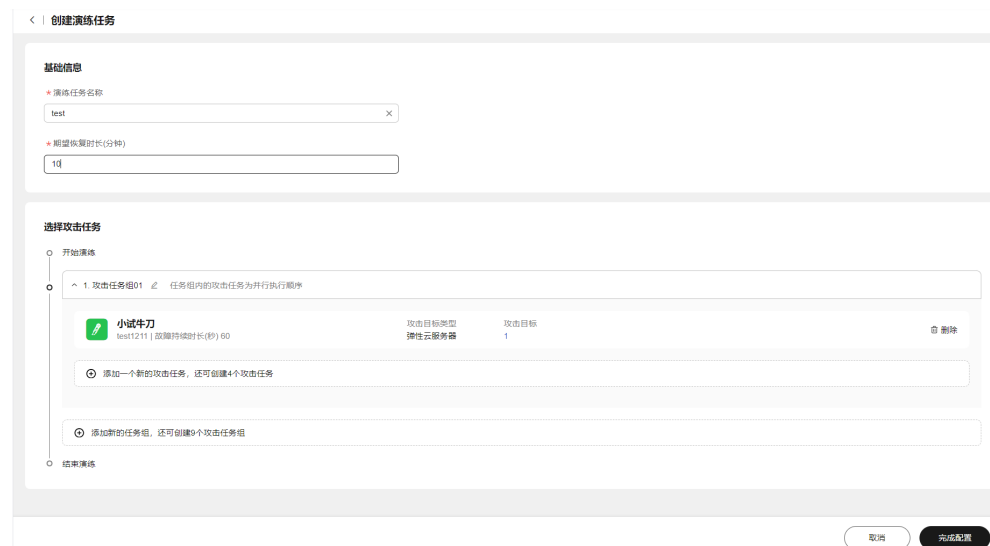 创建演练任务
基础信息
*演练任务名称
test
*期望恢复时长(分钟)
10
选择攻击任务
开始演练
1. 攻击任务组01 任务组内的攻击任务为并行执行顺序
小试牛刀 攻击目标类型 攻击目标
test1211 | 故障持续时长(秒) 60 弹性云服务器 1 删除
添加一个新的攻击任务，还可创建4个攻击任务
添加新的任务组，还可创建9个攻击任务组
结束演练
取消 完成配置